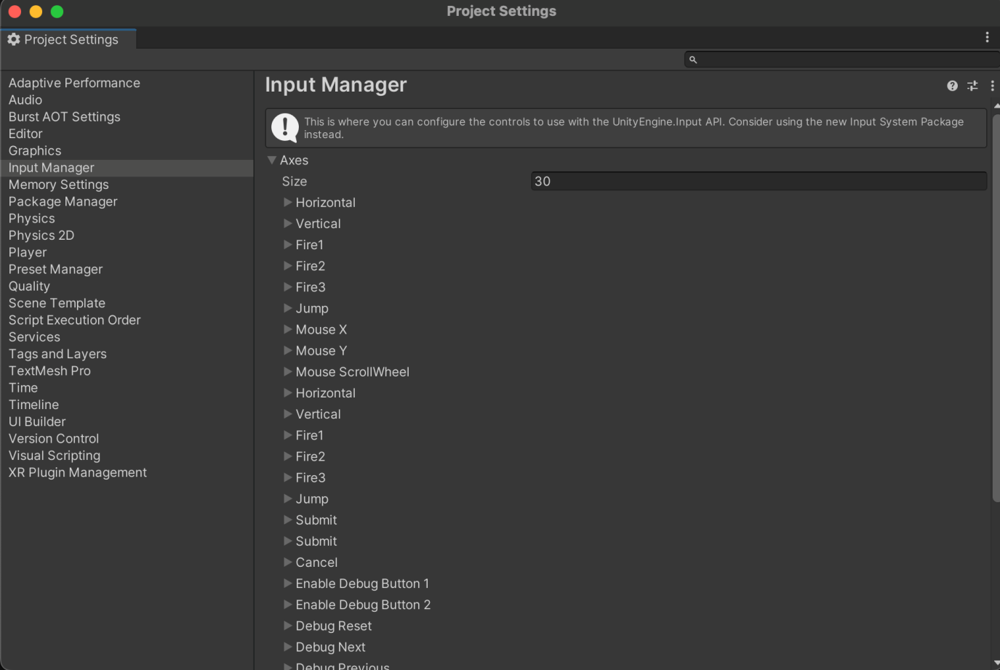 Project Settings
Project Settings
Adaptive Performance
Audio
Burst AOT Settings
Editor
Graphics
Input Manager
Memory Settings
Package Manager
Physics
Physics 2D
Player
Preset Manager
Quality
Scene Template
Script Execution Order
Services
Tags and Layers
TextMesh Pro
Time
Timeline
UI Builder
Version Control
Visual Scripting
XR Plugin Management
Input Manager
This is where you can configure the controls to use with the UnityEngine.Input API. Consider using the new Input System Package
instead.
Axes
Size 30
Horizontal
Vertical
Fire1
Fire2
Fire3
Jump
Mouse X
Mouse Y
Mouse ScrollWheel
Horizontal
Vertical
Fire1
Fire2
Fire3
Jump
Submit
Submit
Cancel
Enable Debug Button 1
Enable Debug Button 2
Debug Reset
Debug Next
Debug Previous